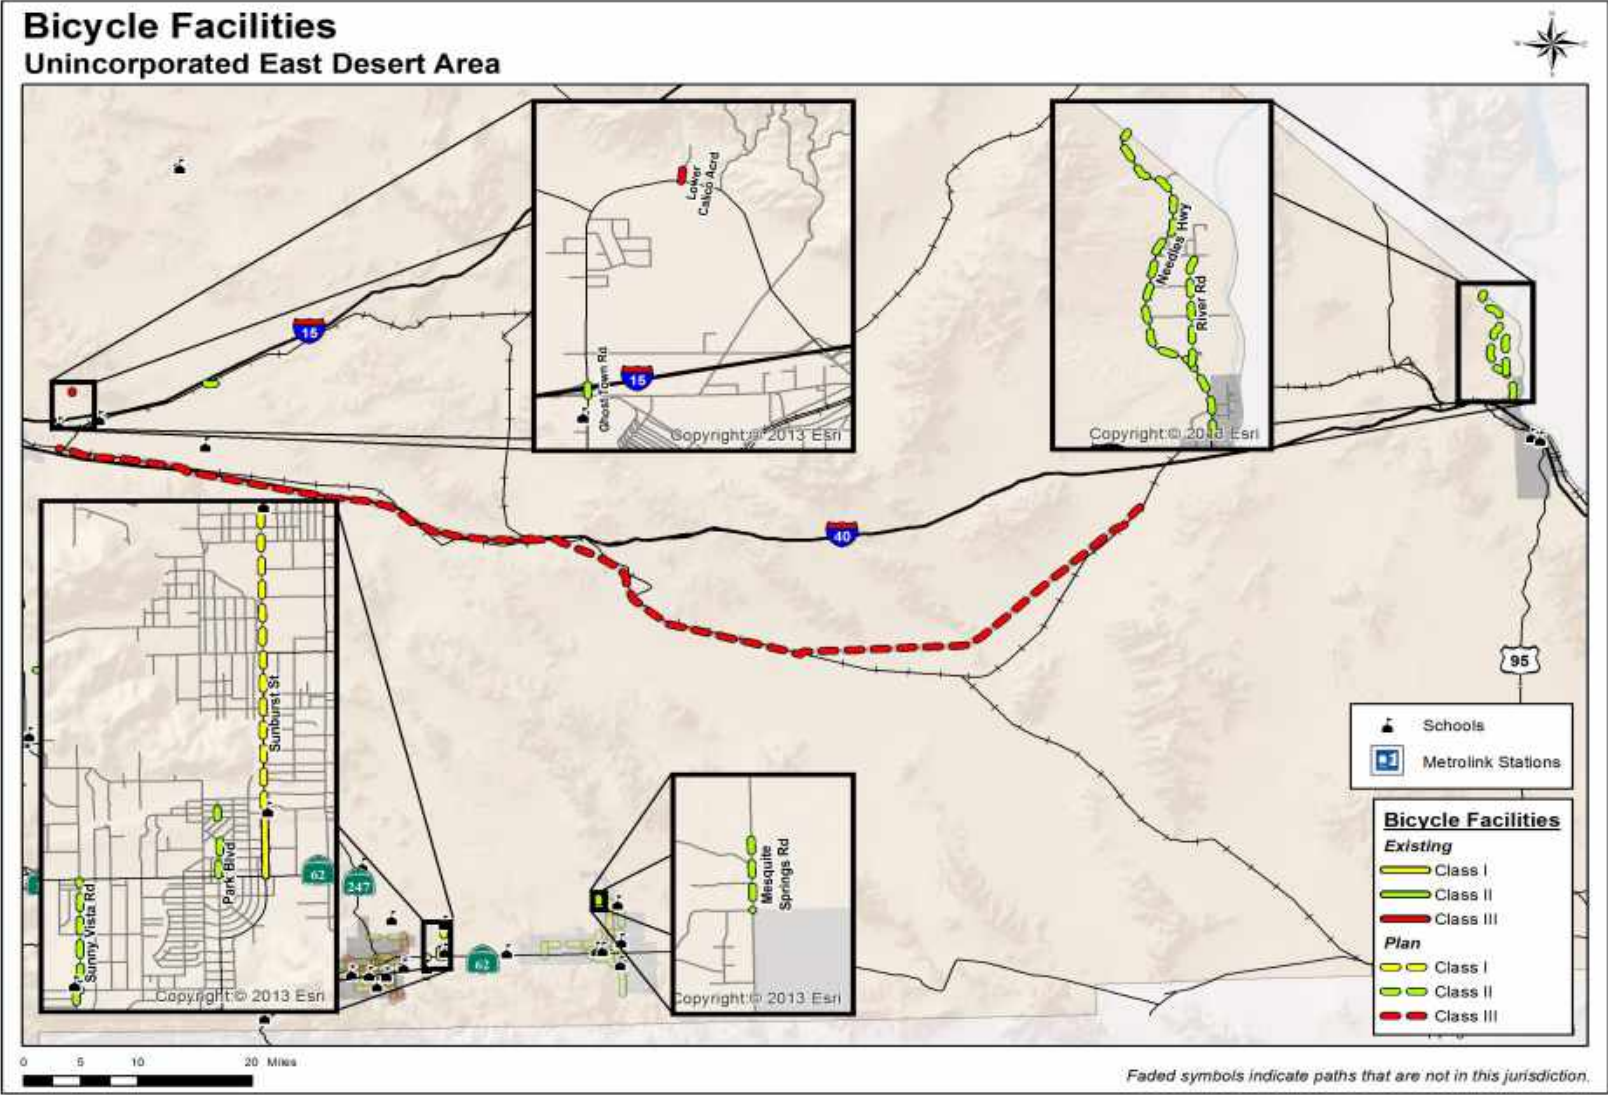 Bicycle Facilities
Unincorporated East Desert Area
Lower
Calico Acrd
15
Ghost Town Rd
Copyright:© 2013 Esri
Needles Hwy
River Rd
Copyright:© 2013 Esri
15
40
95
Sunburst St
Park Blvd
Sunny Vista Rd
Copyright:© 2013 Esri
62
247
62
Mesquite
Springs Rd
Copyright:© 2013 Esri
Schools
Metrolink Stations
Bicycle Facilities
Existing
Class I
Class II
Class III
Plan
Class I
Class II
Class III
0 5 10 20 Miles
Faded symbols indicate paths that are not in this jurisdiction.